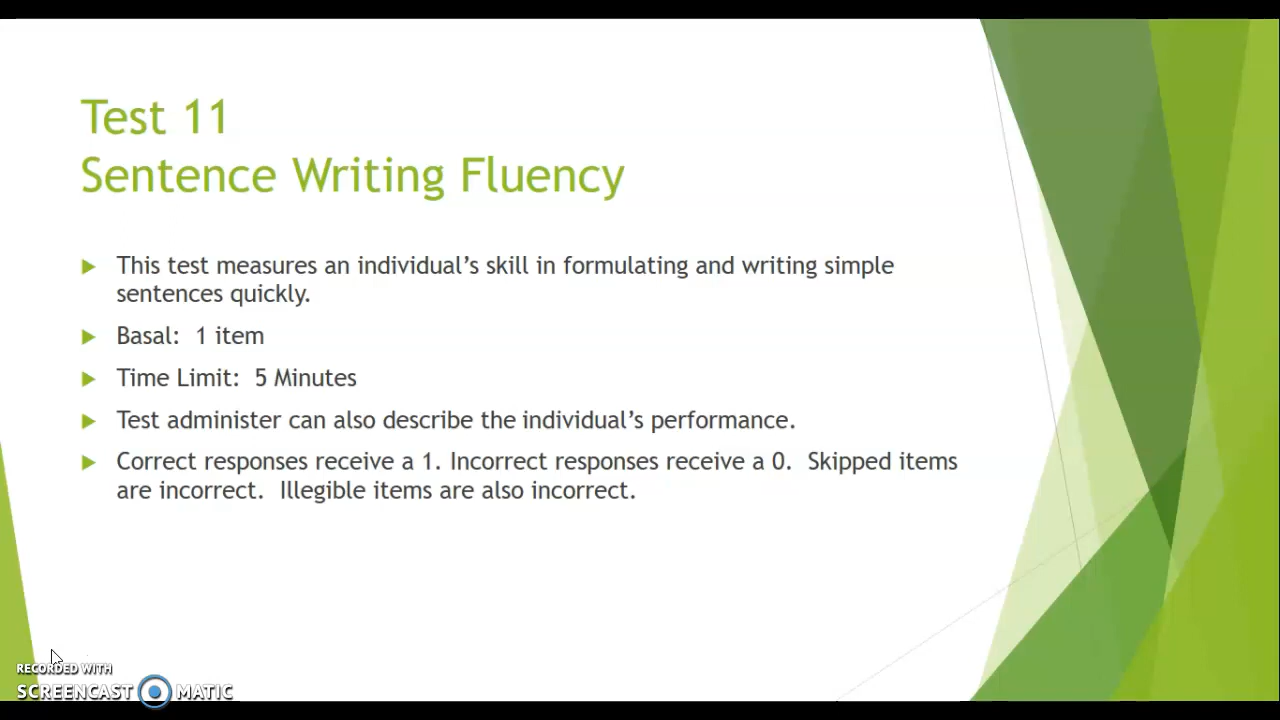 Test 11
Sentence Writing Fluency
This test measures an individual’s skill in formulating and writing simple
sentences quickly.
Basal:  1 item
Time Limit:  5 Minutes
Test administer can also describe the individual’s performance.
Correct responses receive a 1. Incorrect responses receive a 0.  Skipped items
are incorrect.  Illegible items are also incorrect.
RECORDED WITH
SCREENCAST MATIC